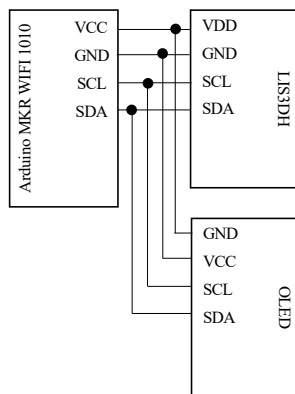 Arduino MKR WIFI 1010
VCC
GND
SCL
SDA
VDD
GND
SCL
SDA
LIS3DH
GND
VCC
SCL
SDA
OLED